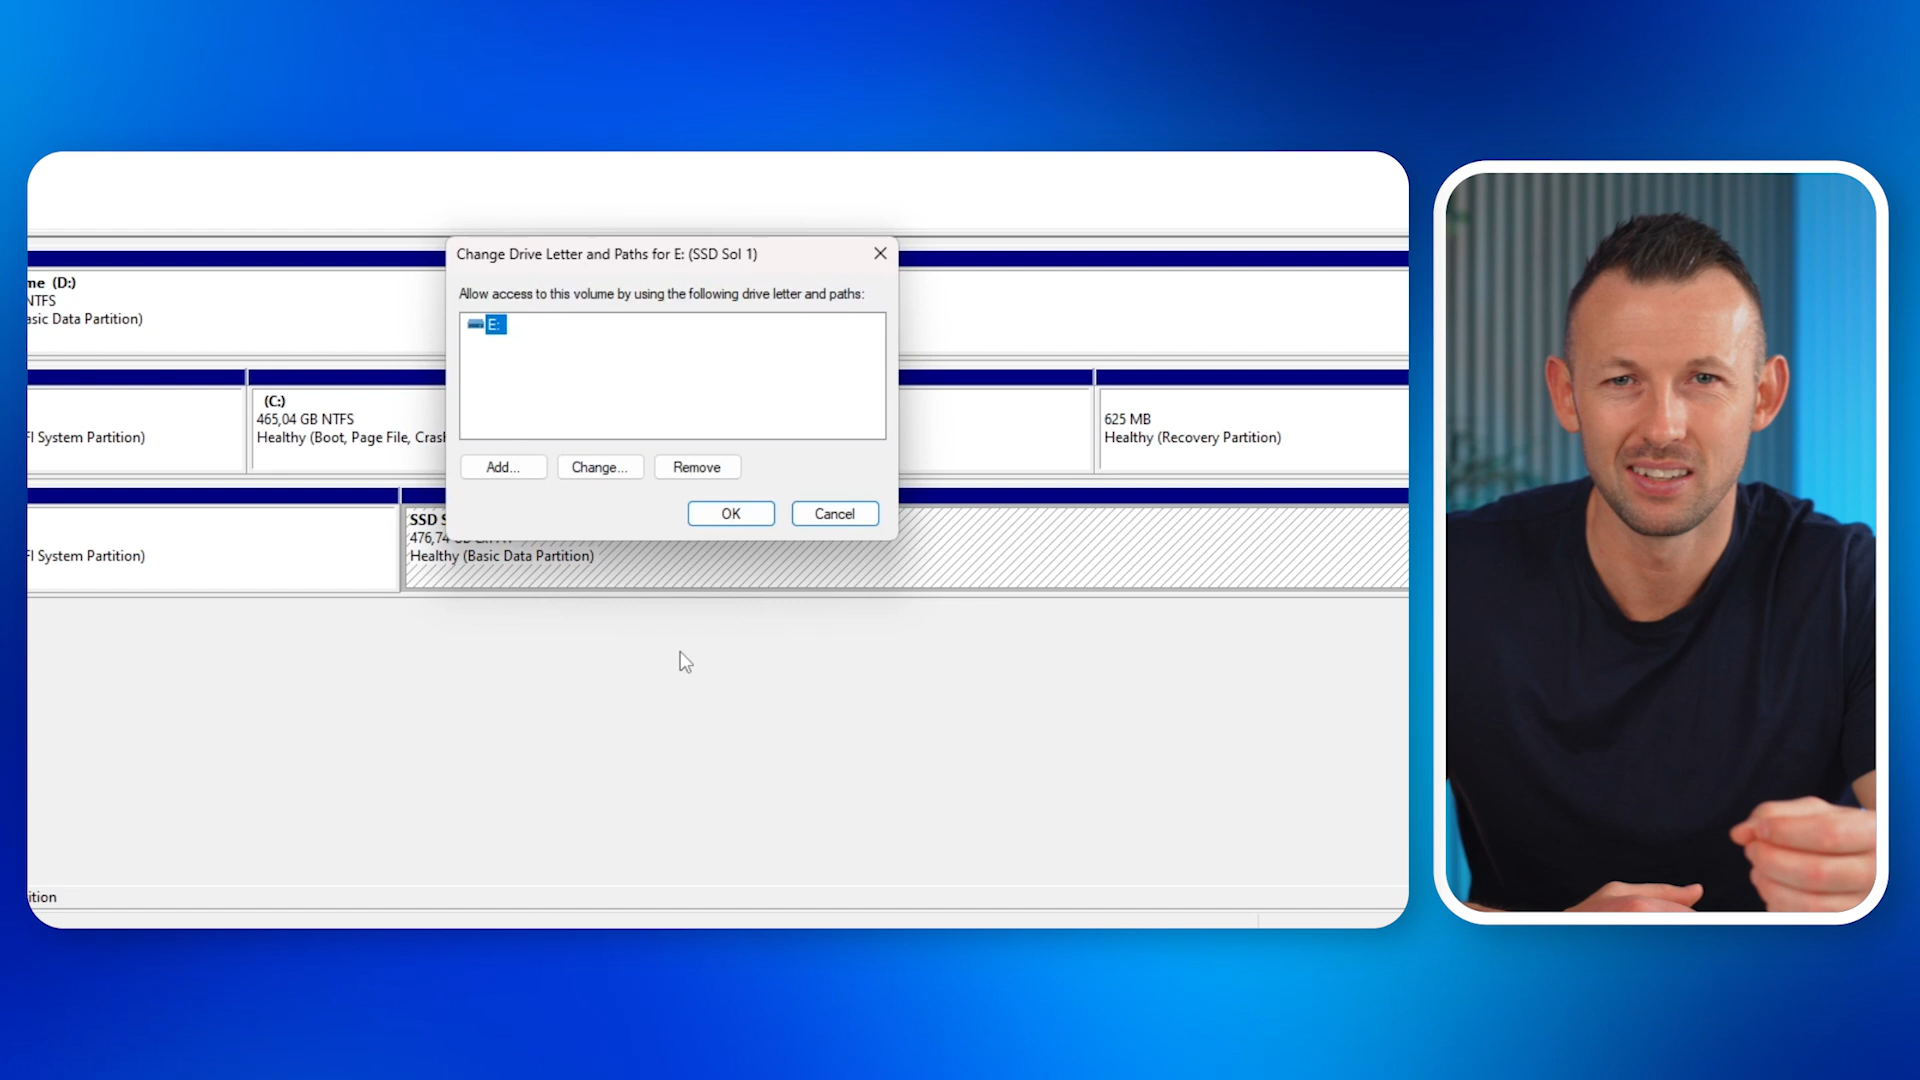 Change Drive Letter and Paths for E: (SSD Sol 1)
Allow access to this volume by using the following drive letter and paths:
E:
Add...
Change...
Remove
OK
Cancel
(D:)
NTFS
Data Partition)
System Partition)
(C:)
465,04 GB NTFS
Healthy (Boot, Page File,
625 MB
Healthy (Recovery Partition)
System Partition)
SSD
476,74
Healthy (Basic Data Partition)